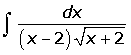 ∫ dx / ((x−2)√(x+2))